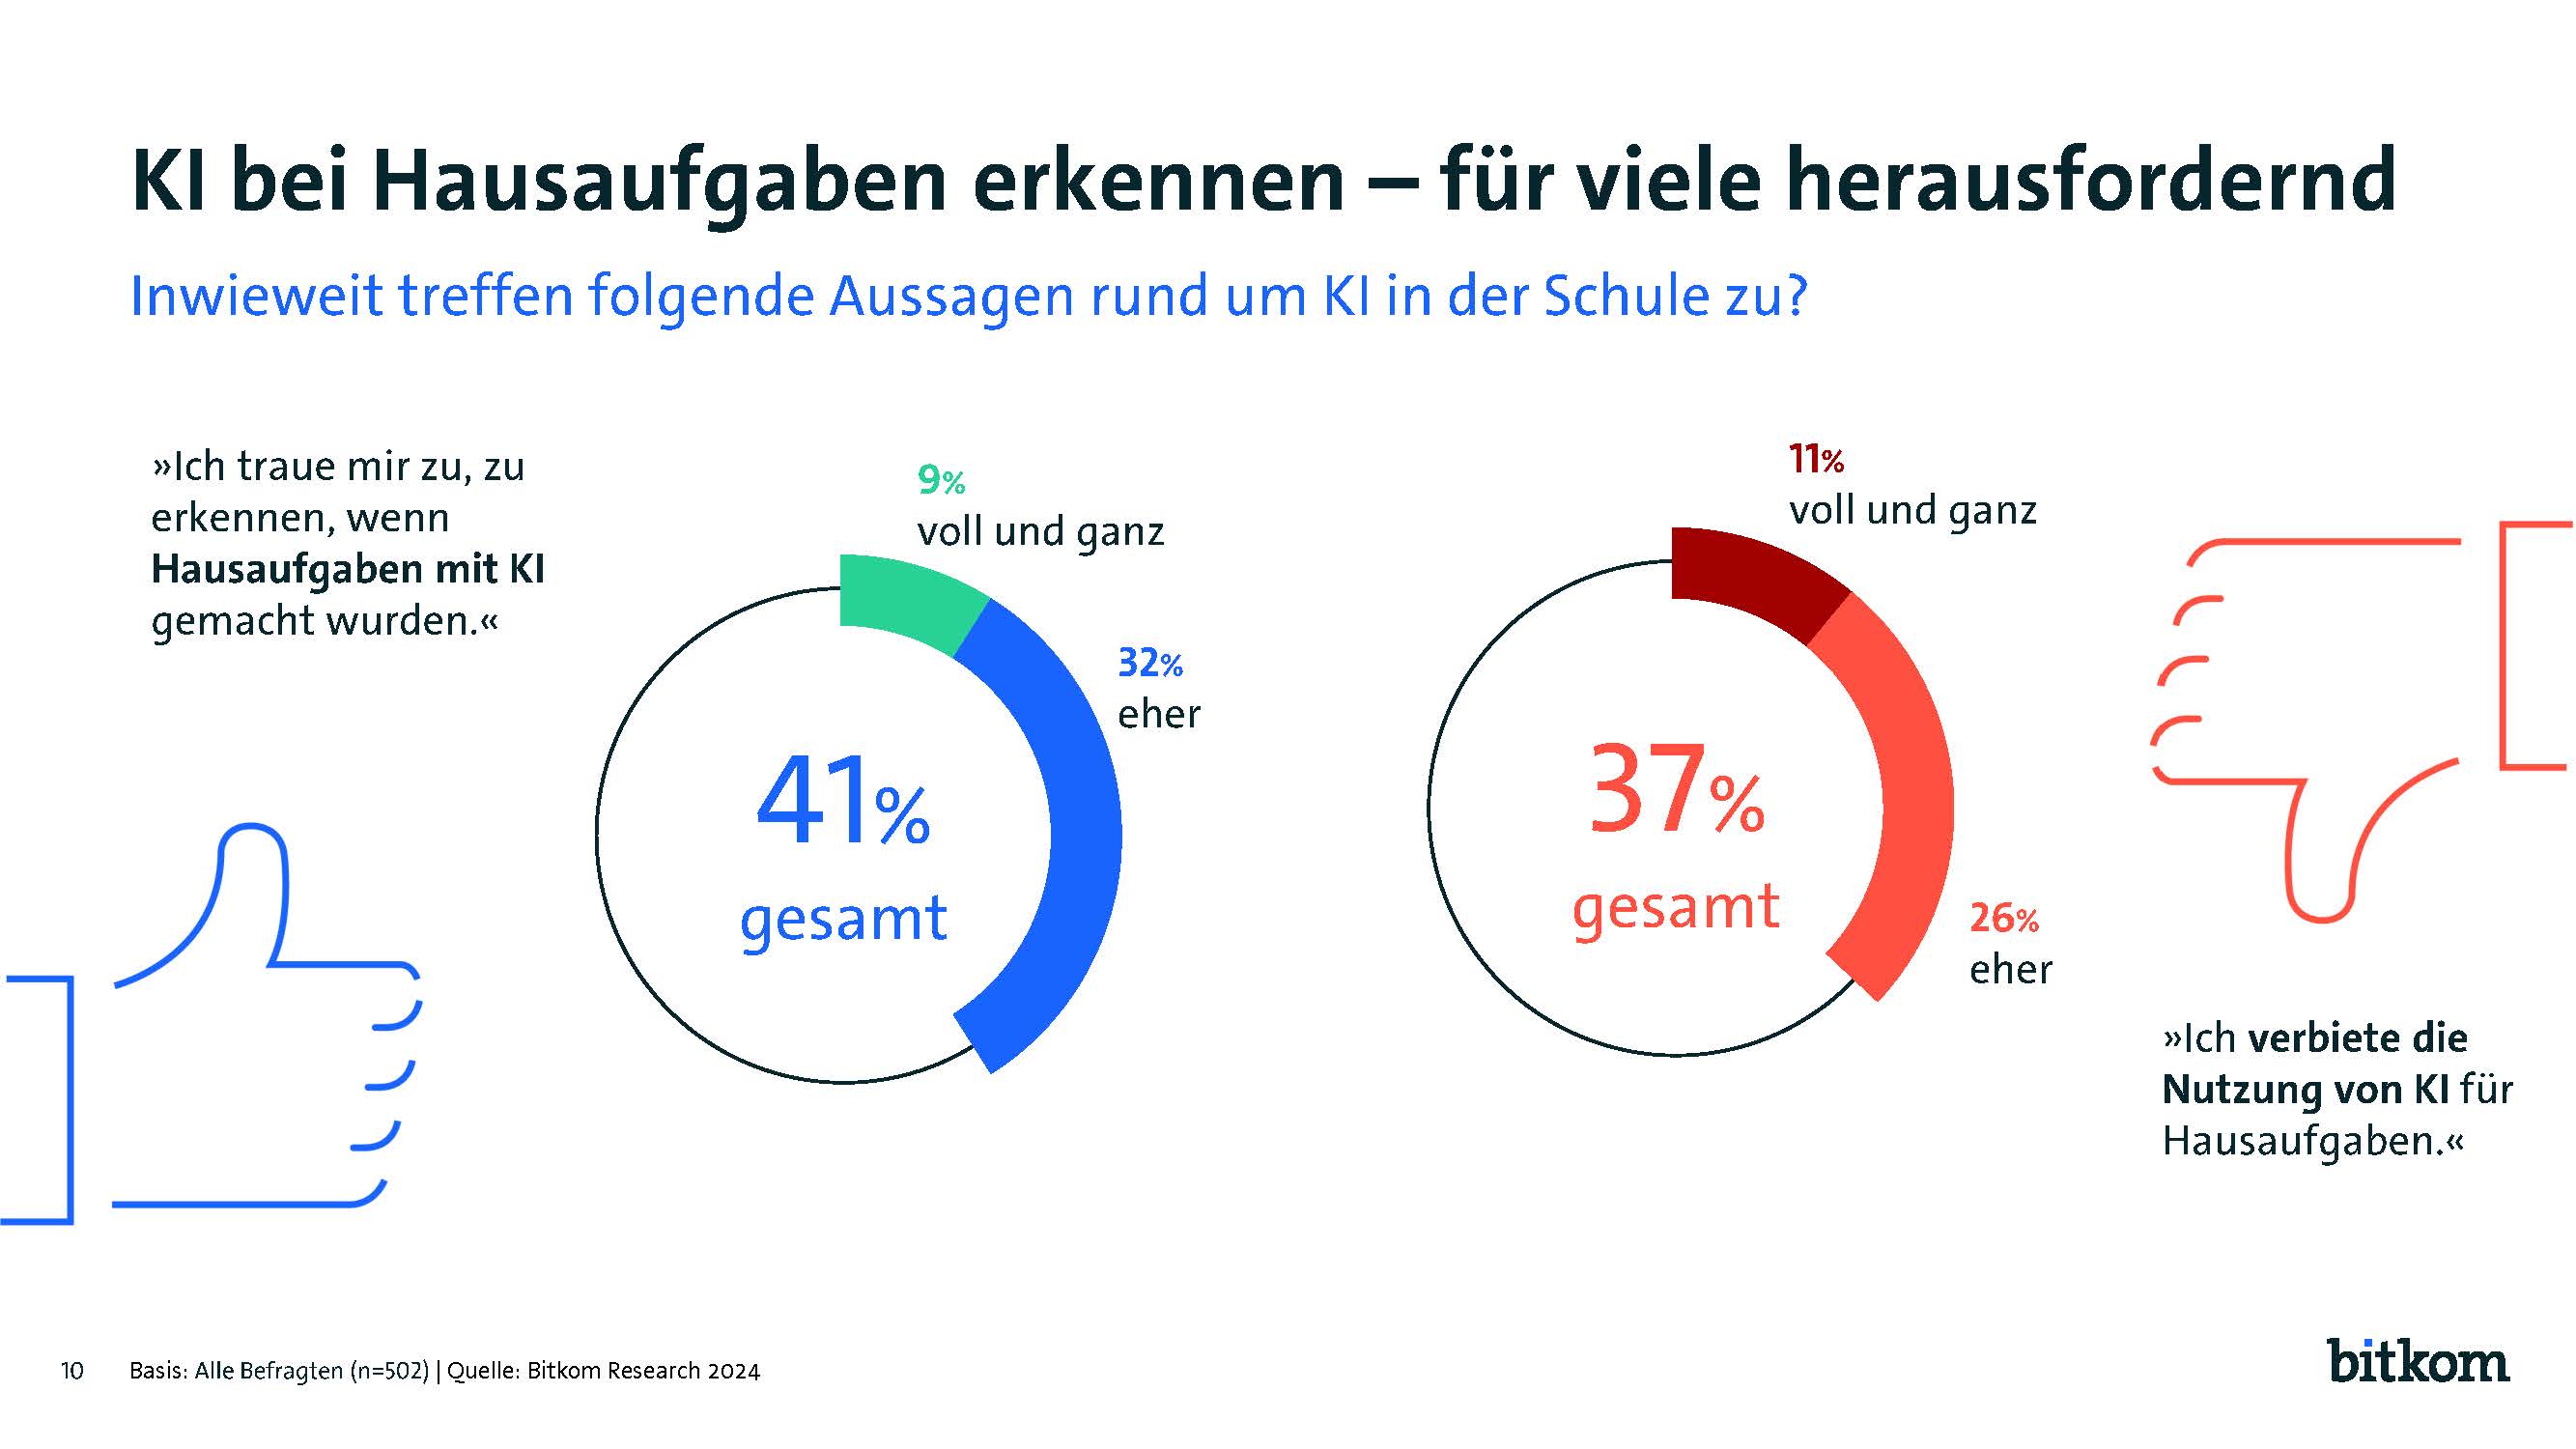 KI bei Hausaufgaben erkennen – für viele herausfordernd
Inwieweit treffen folgende Aussagen rund um KI in der Schule zu?
»Ich traue mir zu, zu
erkennen, wenn
Hausaufgaben mit KI
gemacht wurden.«
9%
voll und ganz
32%
eher
41%
gesamt
11%
voll und ganz
37%
gesamt
26%
eher
»Ich verbiete die
Nutzung von KI für
Hausaufgaben.«
10 Basis: Alle Befragten (n=502) | Quelle: Bitkom Research 2024
bitkom